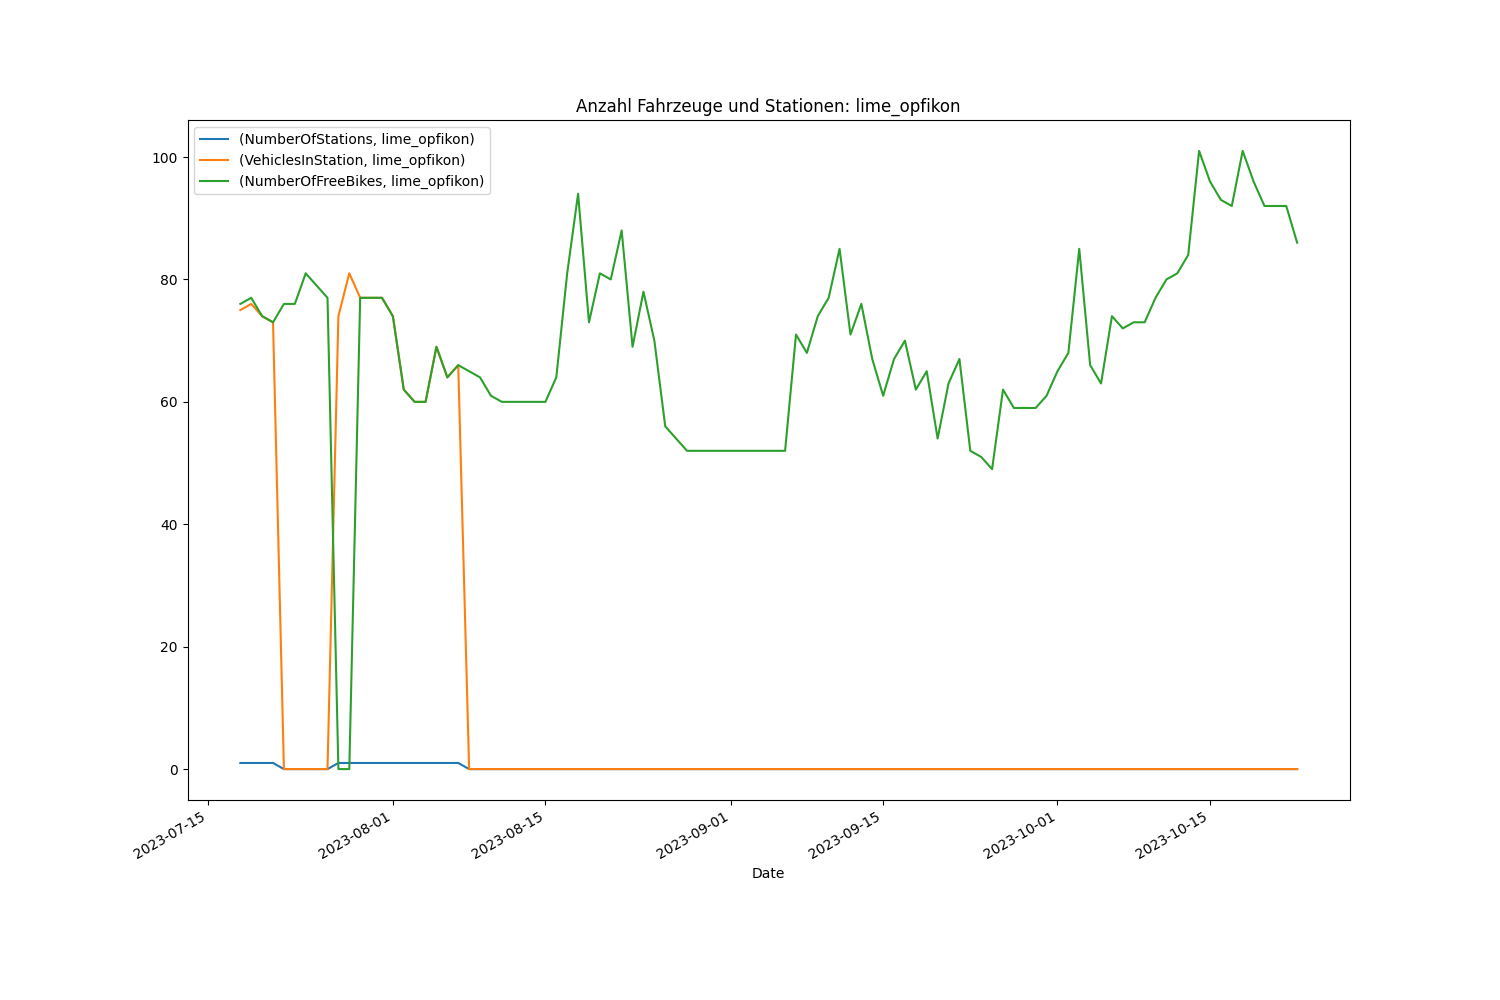 Anzahl Fahrzeuge und Stationen: lime_opfikon
(NumberOfStations, lime_opfikon)
(VehiclesInStation, lime_opfikon)
(NumberOfFreeBikes, lime_opfikon)
100
80
60
40
20
0
2023-07-15
2023-08-01
2023-08-15
2023-09-01
2023-09-15
2023-10-01
2023-10-15
Date